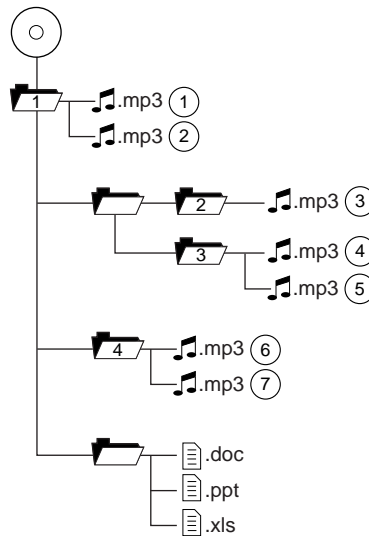 1 .mp3 1
.mp3 2
2 .mp3 3
3 .mp3 4
.mp3 5
4 .mp3 6
.mp3 7
.doc
.ppt
.xls